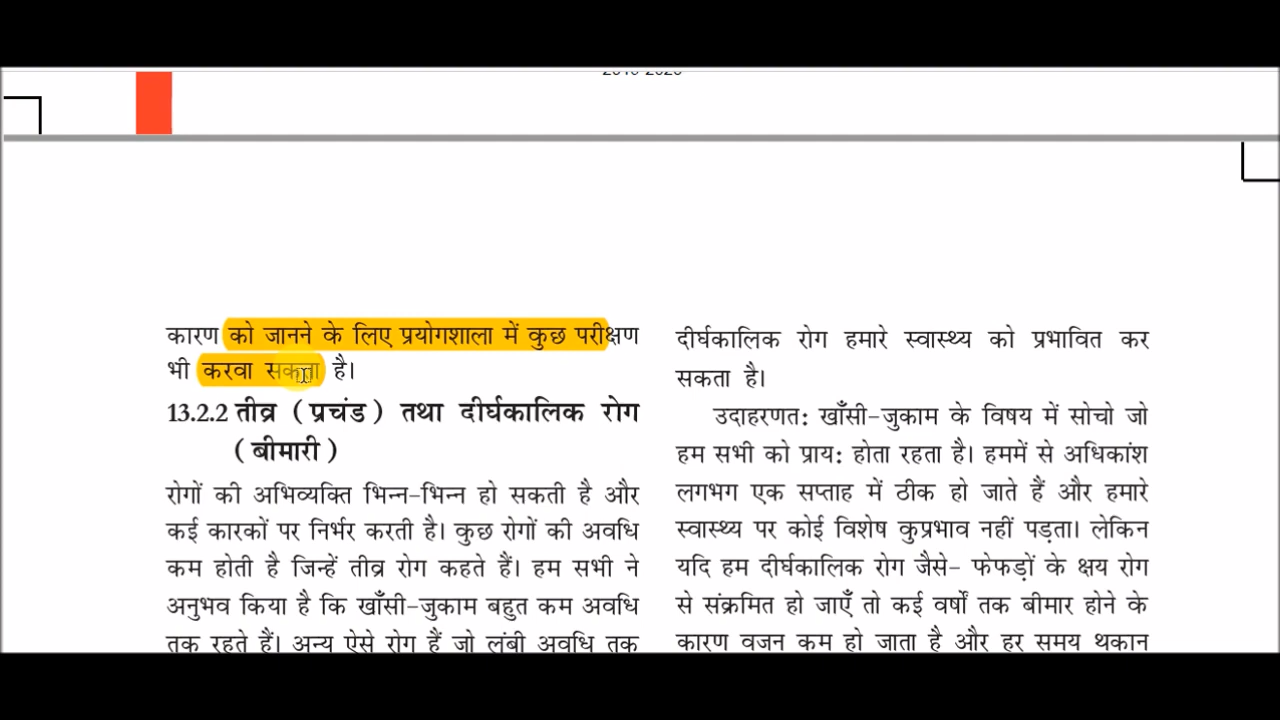 कारण को जानने के लिए प्रयोगशाला में कुछ परीक्षण
भी करवा सकता है।
13.2.2 तीव्र (प्रचंड) तथा दीर्घकालिक रोग
(बीमारी)
रोगों की अभिव्यक्ति भिन्न-भिन्न हो सकती है और
कई कारकों पर निर्भर करती है। कुछ रोगों की अवधि
कम होती है जिन्हें तीव्र रोग कहते हैं। हम सभी ने
अनुभव किया है कि खाँसी-जुकाम बहुत कम अवधि
तक रहते हैं। अन्य ऐसे रोग हैं जो लंबी अवधि तक
दीर्घकालिक रोग हमारे स्वास्थ्य को प्रभावित कर
सकता है।
उदाहरणत: खाँसी-जुकाम के विषय में सोचो जो
हम सभी को प्राय: होता रहता है। हममें से अधिकांश
लगभग एक सप्ताह में ठीक हो जाते हैं और हमारे
स्वास्थ्य पर कोई विशेष कुप्रभाव नहीं पड़ता। लेकिन
यदि हम दीर्घकालिक रोग जैसे- फेफड़ों के क्षय रोग
से संक्रमित हो जाएँ तो कई वर्षों तक बीमार होने के
कारण वजन कम हो जाता है और हर समय थकान